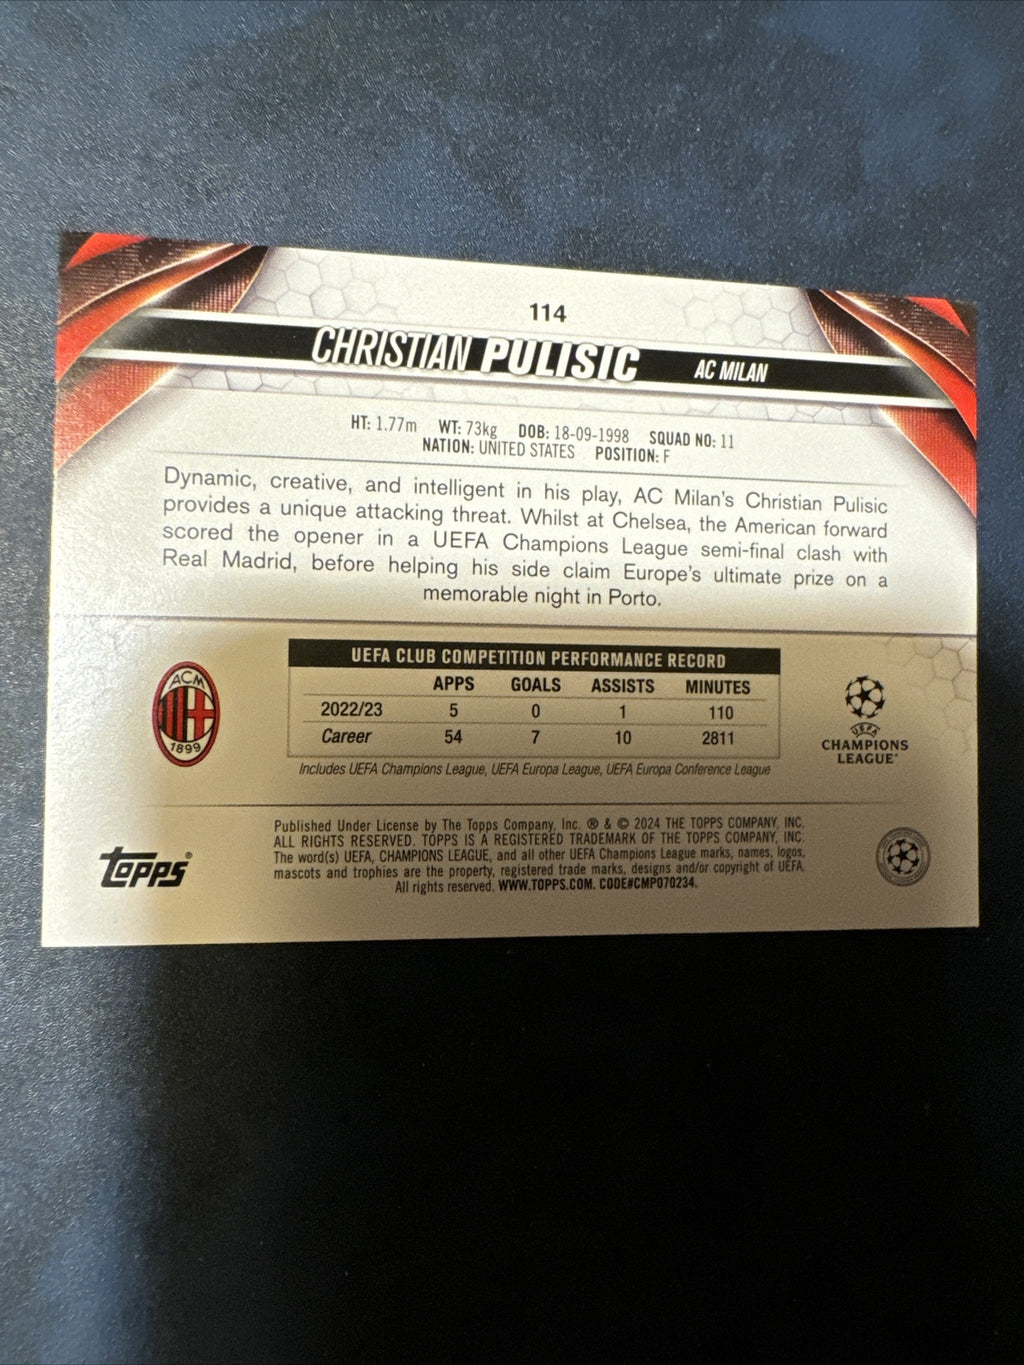 114
CHRISTIAN PULISIC AC MILAN
HT: 1.77m WT: 73kg DOB: 18-09-1998 SQUAD NO: 11
NATION: UNITED STATES POSITION: F
Dynamic, creative, and intelligent in his play, AC Milan's Christian Pulisic
provides a unique attacking threat. Whilst at Chelsea, the American forward
scored the opener in a UEFA Champions League semi-final clash with
Real Madrid, before helping his side claim Europe's ultimate prize on a
memorable night in Porto.
UEFA CLUB COMPETITION PERFORMANCE RECORD
APPS GOALS ASSISTS MINUTES
2022/23 5 0 1 110
Career 54 7 10 2811
Includes UEFA Champions League, UEFA Europa League, UEFA Europa Conference League
ACM
1899
UEFA
CHAMPIONS
LEAGUE®
Topps®
Published Under License by The Topps Company, Inc. ® & © 2024 THE TOPPS COMPANY, INC.
ALL RIGHTS RESERVED. TOPPS IS A REGISTERED TRADEMARK OF THE TOPPS COMPANY, INC.
The word(s) UEFA, CHAMPIONS LEAGUE, and all other UEFA Champions League marks, names, logos,
mascots and trophies are the property, registered trade marks, designs and/or copyright of UEFA.
All rights reserved. WWW.TOPPS.COM. CODE#CMP070234.